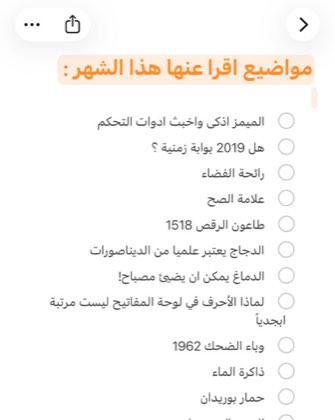 مواضيع اقرا عنها هذا الشهر :
الميمز اذكى واخبث ادوات التحكم
هل 2019 بوابة زمنية ؟
رائحة الفضاء
علامة الصح
طاعون الرقص 1518
الدجاج يعتبر علميا من الديناصورات
الدماغ يمكن ان يضيئ مصباح!
لماذا الأحرف في لوحة المفاتيح ليست مرتبة
ابجدياً
وباء الضحك 1962
ذاكرة الماء
حمار بوريدان